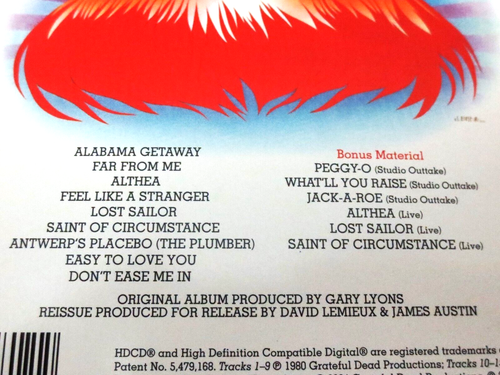 ALABAMA GETAWAY
FAR FROM ME
ALTHEA
FEEL LIKE A STRANGER
LOST SAILOR
SAINT OF CIRCUMSTANCE
ANTWERP'S PLACEBO (THE PLUMBER)
EASY TO LOVE YOU
DON'T EASE ME IN
Bonus Material
PEGGY-O (Studio Outtake)
WHAT'LL YOU RAISE (Studio Outtake)
JACK-A-ROE (Studio Outtake)
ALTHEA (Live)
LOST SAILOR (Live)
SAINT OF CIRCUMSTANCE (Live)
ORIGINAL ALBUM PRODUCED BY GARY LYONS
REISSUE PRODUCED FOR RELEASE BY DAVID LEMIEUX & JAMES AUSTIN
HDCD® and High Definition Compatible Digital® are registered trademarks
Patent No. 5,479,168. Tracks 1–9 ℗ 1980 Grateful Dead Productions; Tracks 10–1